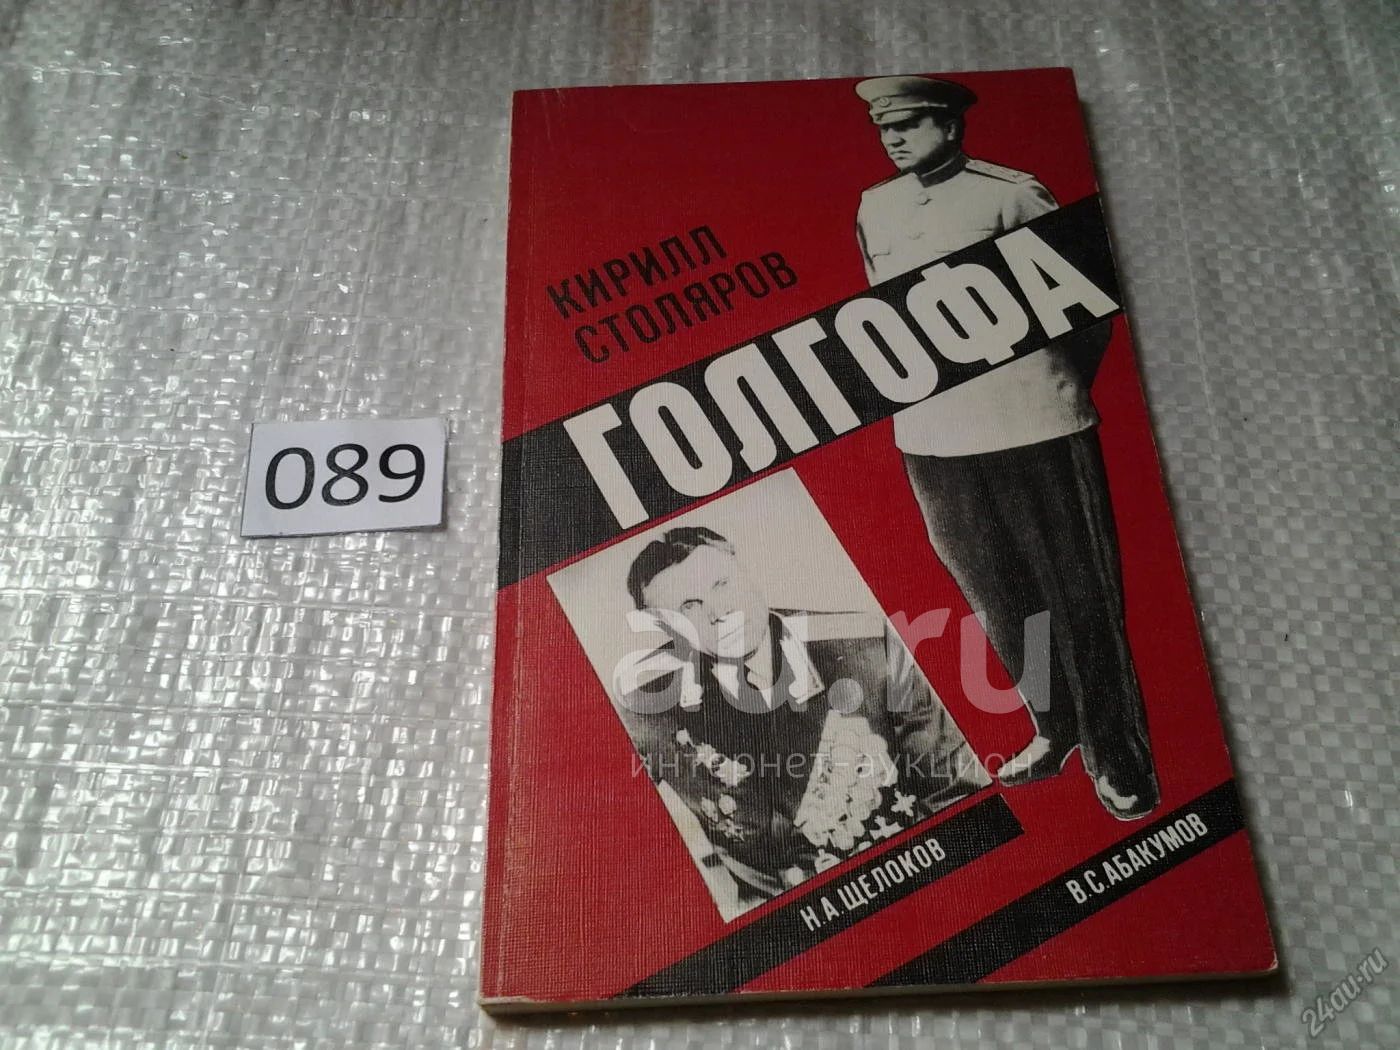 КИРИЛЛ
СТОЛЯРОВ
ГОЛГОФА
089
au.ru
интернет-аукцион
Н.А.ЩЕЛОКОВ
В.С.АБАКУМОВ
24au.ru